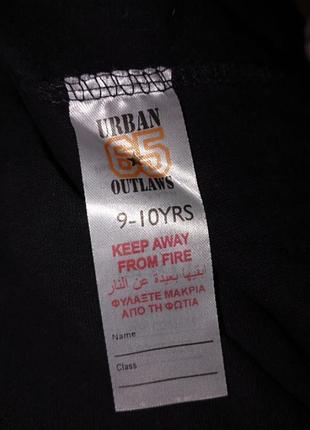 URBAN
65
OUTLAWS
9-10YRS
KEEP AWAY
FROM FIRE
ابقيها بعيدة عن النار
ΦΥΛΑΞΤΕ ΜΑΚΡΙΑ
ΑΠΟ ΤΗ ΦΩΤΙΑ
Name
Class